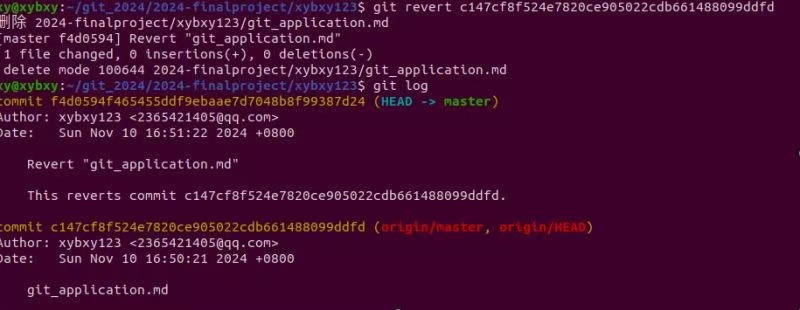 xy@xybxy:~/git_2024/2024-finalproject/xybxy123$ git revert c147cf8f524e7820ce905022cdb661488099ddfd
删除 2024-finalproject/xybxy123/git_application.md
[master f4d0594] Revert "git_application.md"
1 file changed, 0 insertions(+), 0 deletions(-)
delete mode 100644 2024-finalproject/xybxy123/git_application.md
xy@xybxy:~/git_2024/2024-finalproject/xybxy123$ git log
commit f4d0594f465455ddf9ebaae7d7048b8f99387d24 (HEAD -> master)
Author: xybxy123 <2365421405@qq.com>
Date:   Sun Nov 10 16:51:22 2024 +0800
Revert "git_application.md"
This reverts commit c147cf8f524e7820ce905022cdb661488099ddfd.
commit c147cf8f524e7820ce905022cdb661488099ddfd (origin/master, origin/HEAD)
Author: xybxy123 <2365421405@qq.com>
Date:   Sun Nov 10 16:50:21 2024 +0800
git_application.md